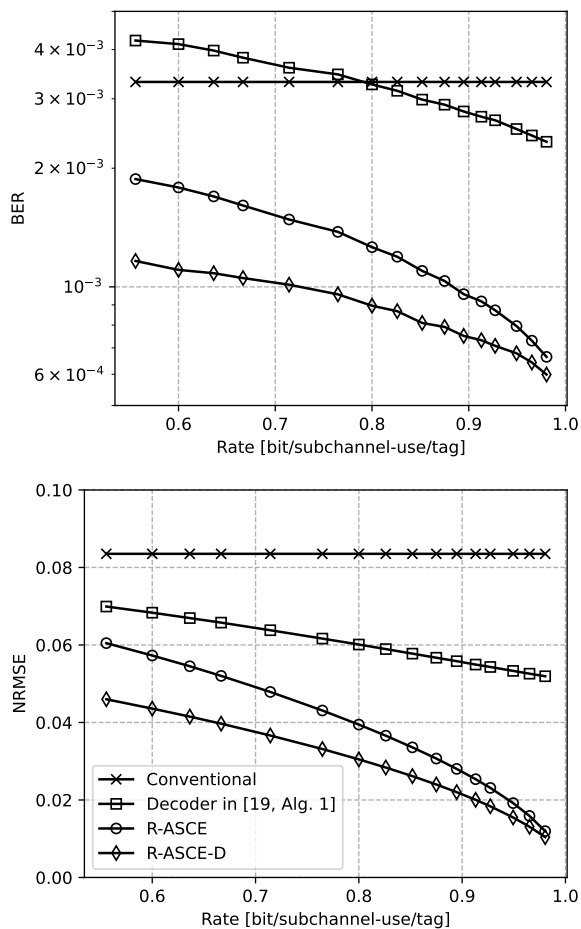 4 × 10⁻³
3 × 10⁻³
2 × 10⁻³
10⁻³
6 × 10⁻⁴
BER
0.6 0.7 0.8 0.9 1.0
Rate [bit/subchannel-use/tag]
0.10
0.08
0.06
0.04
0.02
0.00
NRMSE
Conventional
Decoder in [19, Alg. 1]
R-ASCE
R-ASCE-D
0.6 0.7 0.8 0.9 1.0
Rate [bit/subchannel-use/tag]